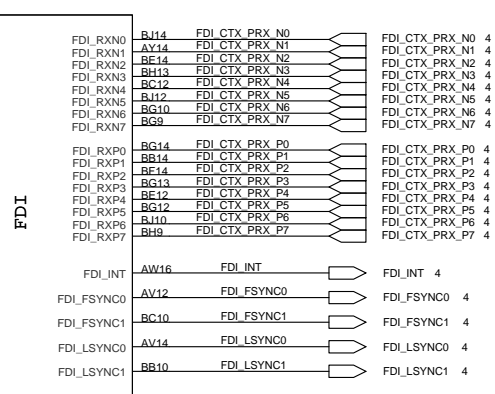 FDI
FDI_RXN0 BJ14 FDI_CTX_PRX_N0 FDI_CTX_PRX_N0 4
FDI_RXN1 AY14 FDI_CTX_PRX_N1 FDI_CTX_PRX_N1 4
FDI_RXN2 BE14 FDI_CTX_PRX_N2 FDI_CTX_PRX_N2 4
FDI_RXN3 BH13 FDI_CTX_PRX_N3 FDI_CTX_PRX_N3 4
FDI_RXN4 BC12 FDI_CTX_PRX_N4 FDI_CTX_PRX_N4 4
FDI_RXN5 BJ12 FDI_CTX_PRX_N5 FDI_CTX_PRX_N5 4
FDI_RXN6 BG10 FDI_CTX_PRX_N6 FDI_CTX_PRX_N6 4
FDI_RXN7 BG9 FDI_CTX_PRX_N7 FDI_CTX_PRX_N7 4
FDI_RXP0 BG14 FDI_CTX_PRX_P0 FDI_CTX_PRX_P0 4
FDI_RXP1 BB14 FDI_CTX_PRX_P1 FDI_CTX_PRX_P1 4
FDI_RXP2 BF14 FDI_CTX_PRX_P2 FDI_CTX_PRX_P2 4
FDI_RXP3 BG13 FDI_CTX_PRX_P3 FDI_CTX_PRX_P3 4
FDI_RXP4 BE12 FDI_CTX_PRX_P4 FDI_CTX_PRX_P4 4
FDI_RXP5 BG12 FDI_CTX_PRX_P5 FDI_CTX_PRX_P5 4
FDI_RXP6 BJ10 FDI_CTX_PRX_P6 FDI_CTX_PRX_P6 4
FDI_RXP7 BH9 FDI_CTX_PRX_P7 FDI_CTX_PRX_P7 4
FDI_INT AW16 FDI_INT FDI_INT 4
FDI_FSYNC0 AV12 FDI_FSYNC0 FDI_FSYNC0 4
FDI_FSYNC1 BC10 FDI_FSYNC1 FDI_FSYNC1 4
FDI_LSYNC0 AV14 FDI_LSYNC0 FDI_LSYNC0 4
FDI_LSYNC1 BB10 FDI_LSYNC1 FDI_LSYNC1 4